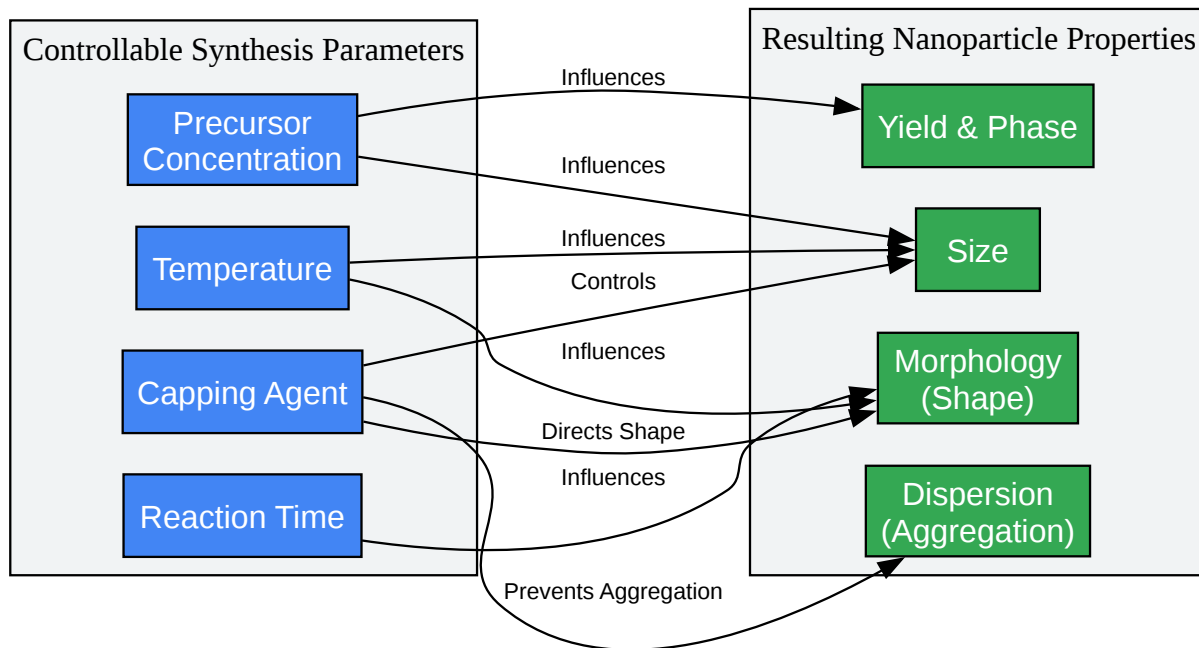 Controllable Synthesis Parameters
Resulting Nanoparticle Properties
Precursor
Concentration
Temperature
Capping Agent
Reaction Time
Influences
Influences
Influences
Controls
Influences
Directs Shape
Influences
Prevents Aggregation
Yield & Phase
Size
Morphology
(Shape)
Dispersion
(Aggregation)